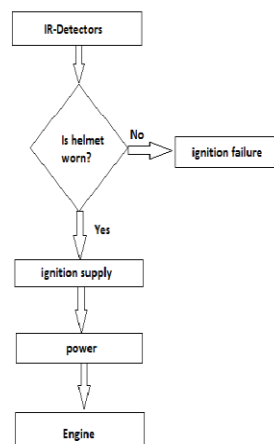 IR-Detectors
Is helmet
worn?
No
ignition failure
Yes
ignition supply
power
Engine